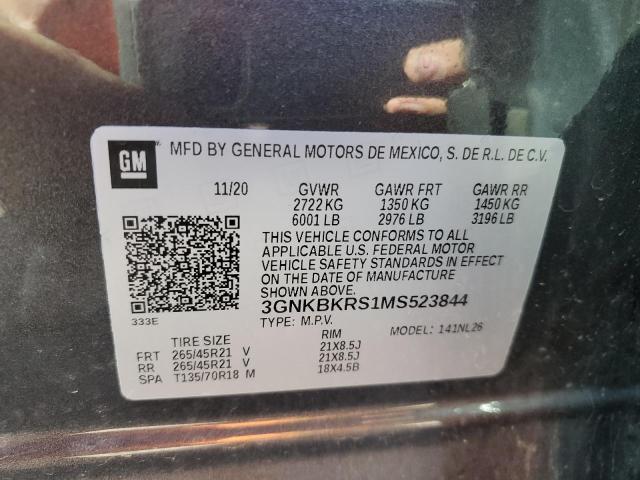 GM
MFD BY GENERAL MOTORS DE MEXICO, S. DE R.L. DE C.V.
11/20 GVWR GAWR FRT GAWR RR
2722 KG 1350 KG 1450 KG
6001 LB 2976 LB 3196 LB
THIS VEHICLE CONFORMS TO ALL
APPLICABLE U.S. FEDERAL MOTOR
VEHICLE SAFETY STANDARDS IN EFFECT
ON THE DATE OF MANUFACTURE
SHOWN ABOVE.
3GNKBKRS1MS523844
333E TYPE: M.P.V. MODEL: 141NL26
TIRE SIZE RIM
FRT 265/45R21 V 21X8.5J
RR 265/45R21 V 21X8.5J
SPA T135/70R18 M 18X4.5B